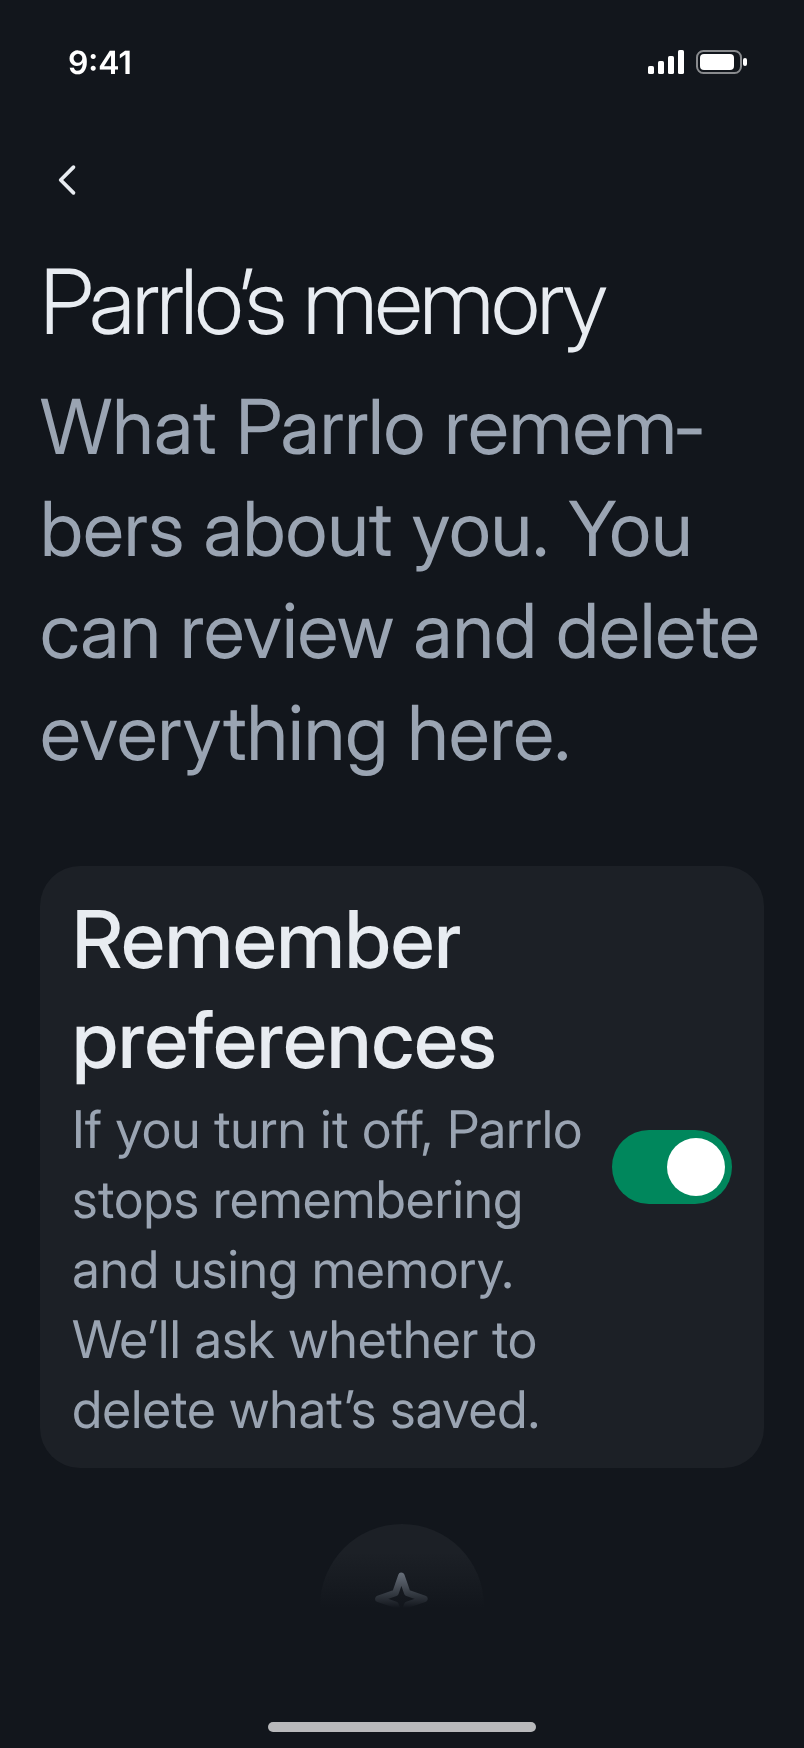 9:41
Parrlo’s memory
What Parrlo remem-
bers about you. You
can review and delete
everything here.
Remember
preferences
If you turn it off, Parrlo
stops remembering
and using memory.
We’ll ask whether to
delete what’s saved.